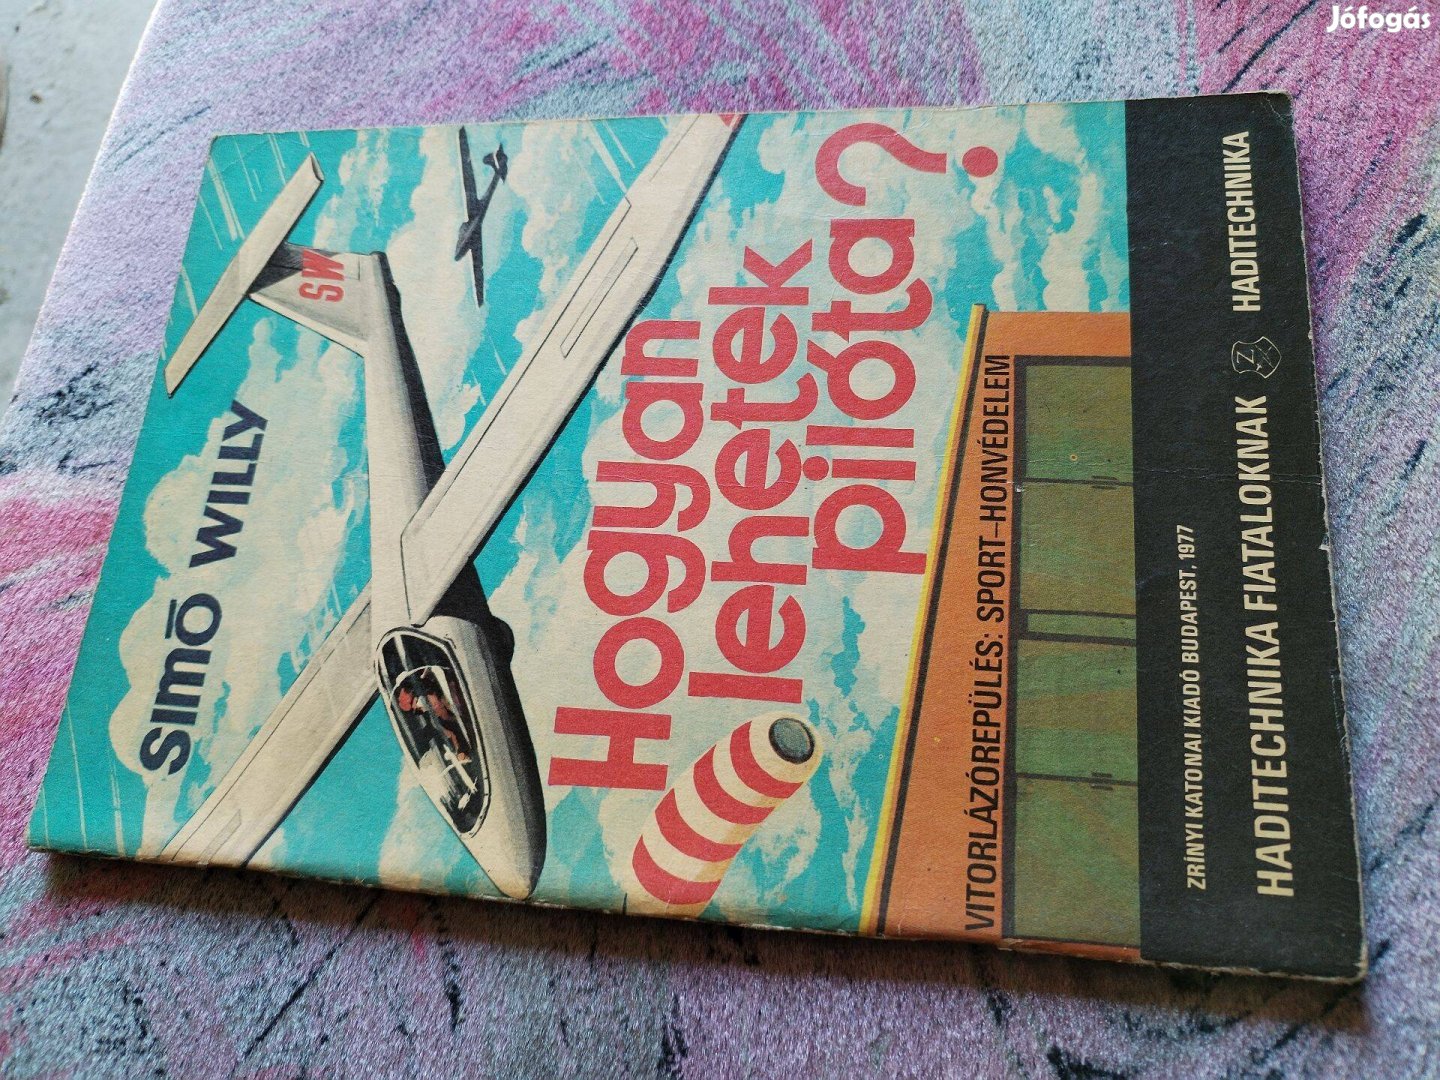 Jófogás
SIMŌ WILLY
SW
Hogyan
lehetek
pilóta?
VITORLÁZÓREPÜLÉS: SPORT–HONVÉDELEM
ZRÍNYI KATONAI KIADÓ BUDAPEST, 1977
HADITECHNIKA FIATALOKNAK Z HADITECHNIKA